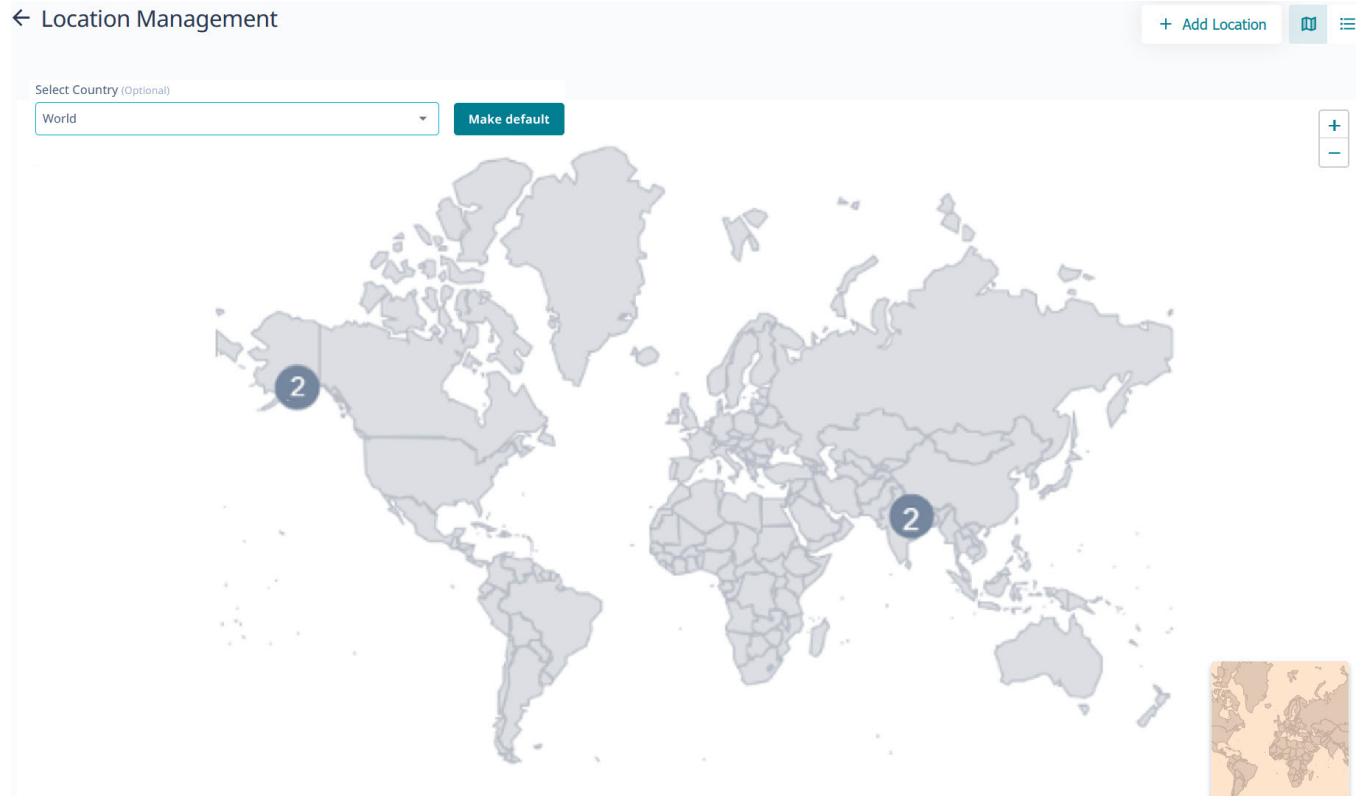 Location Management
+ Add Location
Select Country (Optional)
World
Make default
+
−
2
2